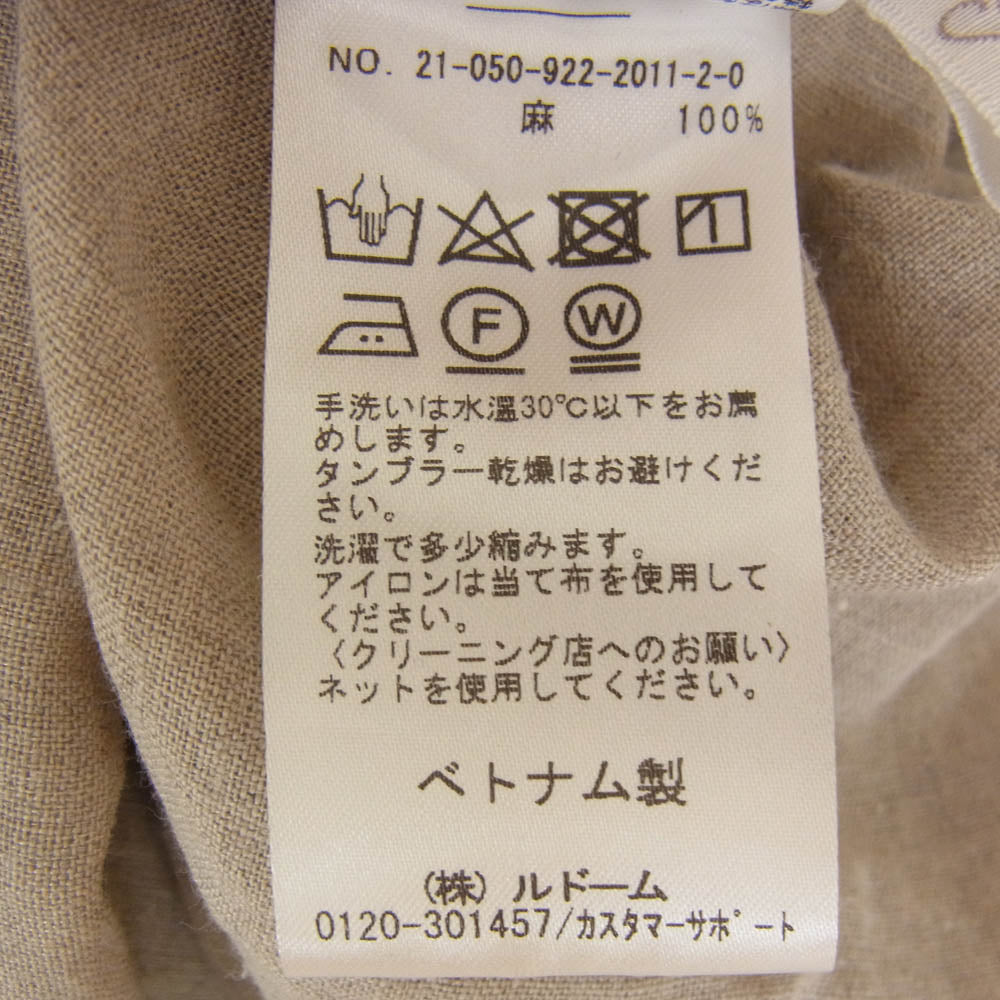 NO. 21-050-922-2011-2-0
麻 100%
F
W
手洗いは水温30℃以下をお薦
めします。
タンブラー乾燥はお避けくだ
さい。
洗濯で多少縮みます。
アイロンは当て布を使用して
ください。
〈クリーニング店へのお願い〉
ネットを使用してください。
ベトナム製
(株) ルドーム
0120-301457/カスタマーサポート